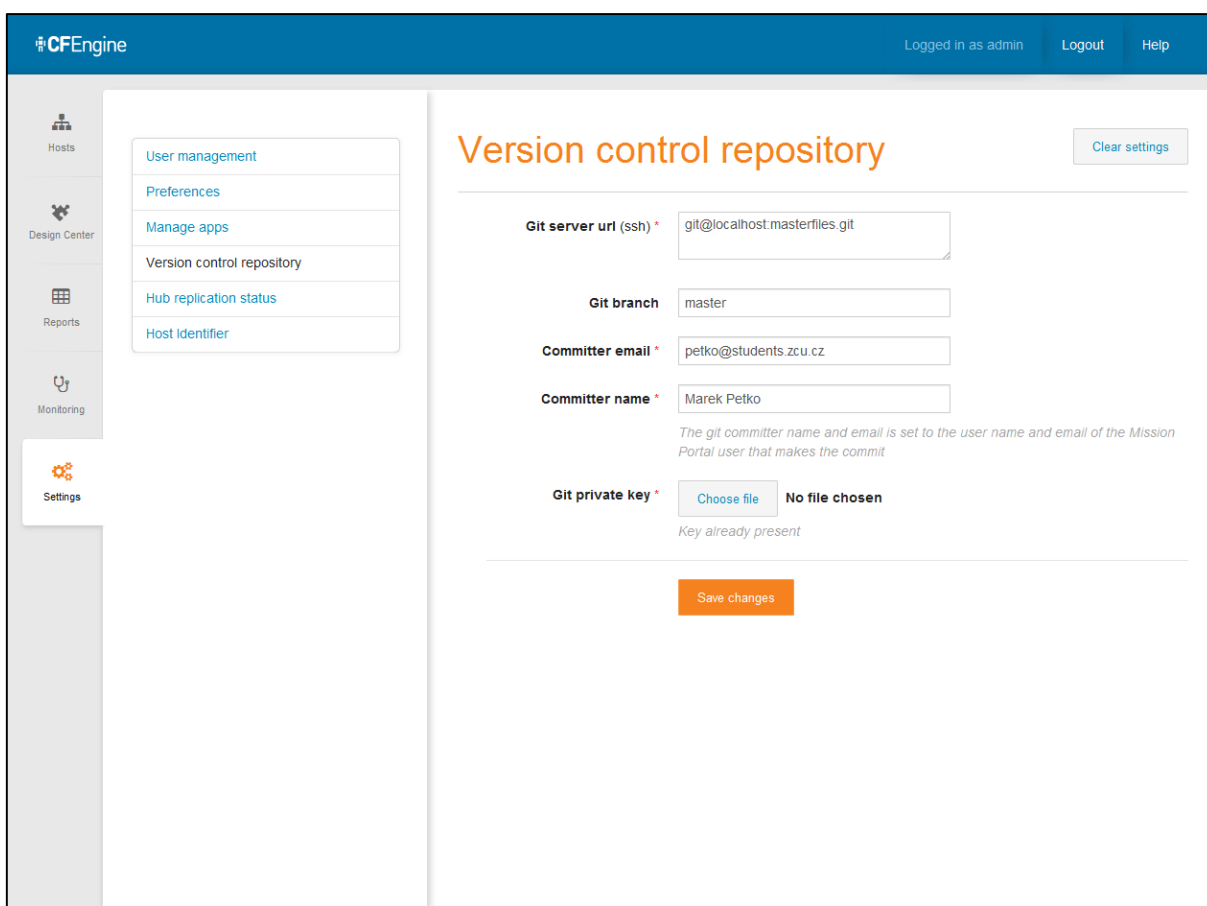 CFEngine
Logged in as admin
Logout
Help
Hosts
Design Center
Reports
Monitoring
Settings
User management
Preferences
Manage apps
Version control repository
Hub replication status
Host Identifier
Version control repository
Clear settings
Git server url (ssh) *
git@localhost:masterfiles.git
Git branch
master
Committer email *
petko@students.zcu.cz
Committer name *
Marek Petko
The git committer name and email is set to the user name and email of the Mission
Portal user that makes the commit
Git private key *
Choose file
No file chosen
Key already present
Save changes